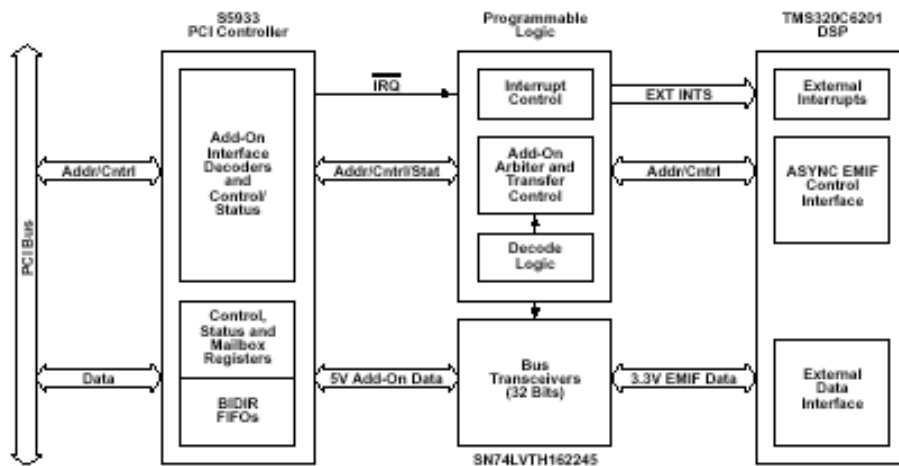 S5933
PCI Controller
Programmable
Logic
TMS320C6201
DSP
PCI Bus
Addr/Cntrl
Data
Add-On
Interface
Decoders
and
Control/
Status
Control,
Status and
Mailbox
Registers
BIDIR
FIFOs
IRQ
Addr/Cntrl/Stat
5V Add-On Data
Interrupt
Control
Add-On
Arbiter and
Transfer
Control
Decode
Logic
Bus
Transceivers
(32 Bits)
SN74LVTH162245
EXT INTS
Addr/Cntrl
3.3V EMIF Data
External
Interrupts
ASYNC EMIF
Control
Interface
External
Data
Interface